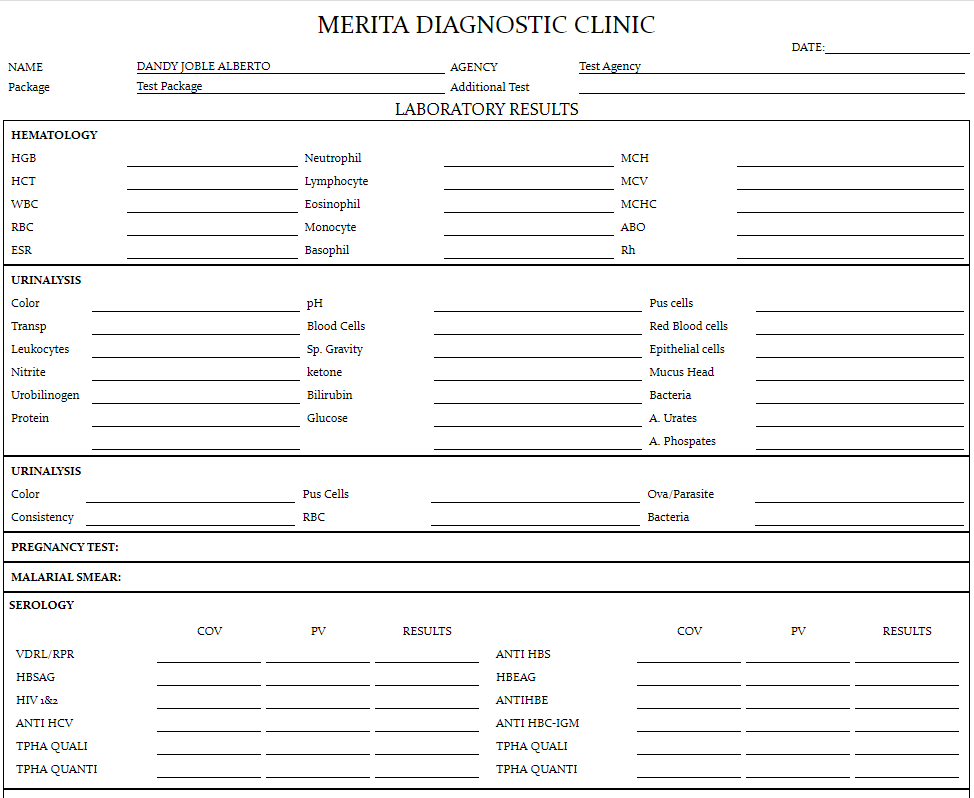 MERITA DIAGNOSTIC CLINIC
DATE:
NAME DANDY JOBLE ALBERTO AGENCY Test Agency
Package Test Package Additional Test
LABORATORY RESULTS
HEMATOLOGY
HGB Neutrophil MCH
HCT Lymphocyte MCV
WBC Eosinophil MCHC
RBC Monocyte ABO
ESR Basophil Rh
URINALYSIS
Color pH Pus cells
Transp Blood Cells Red Blood cells
Leukocytes Sp. Gravity Epithelial cells
Nitrite ketone Mucus Head
Urobilinogen Bilirubin Bacteria
Protein Glucose A. Urates
A. Phospates
URINALYSIS
Color Pus Cells Ova/Parasite
Consistency RBC Bacteria
PREGNANCY TEST:
MALARIAL SMEAR:
SEROLOGY
COV PV RESULTS COV PV RESULTS
VDRL/RPR ANTI HBS
HBSAG HBEAG
HIV 1&2 ANTIHBE
ANTI HCV ANTI HBC-IGM
TPHA QUALI TPHA QUALI
TPHA QUANTI TPHA QUANTI